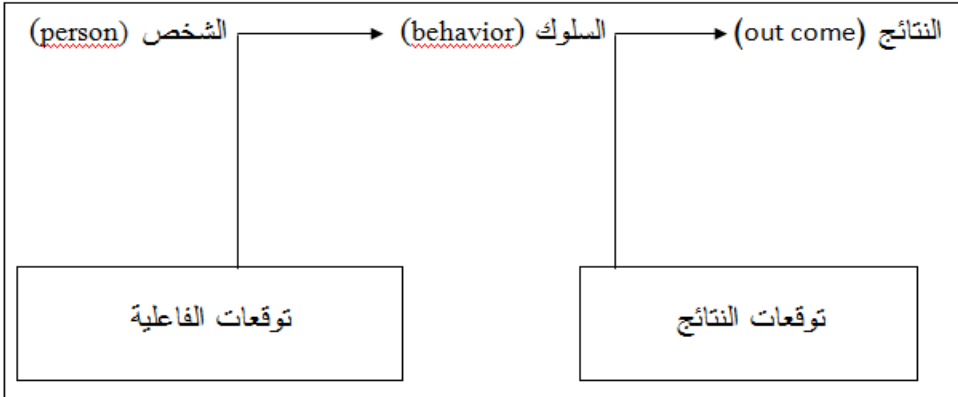 الشخص (person)
السلوك (behavior)
النتائج (out come)
توقعات الفاعلية
توقعات النتائج